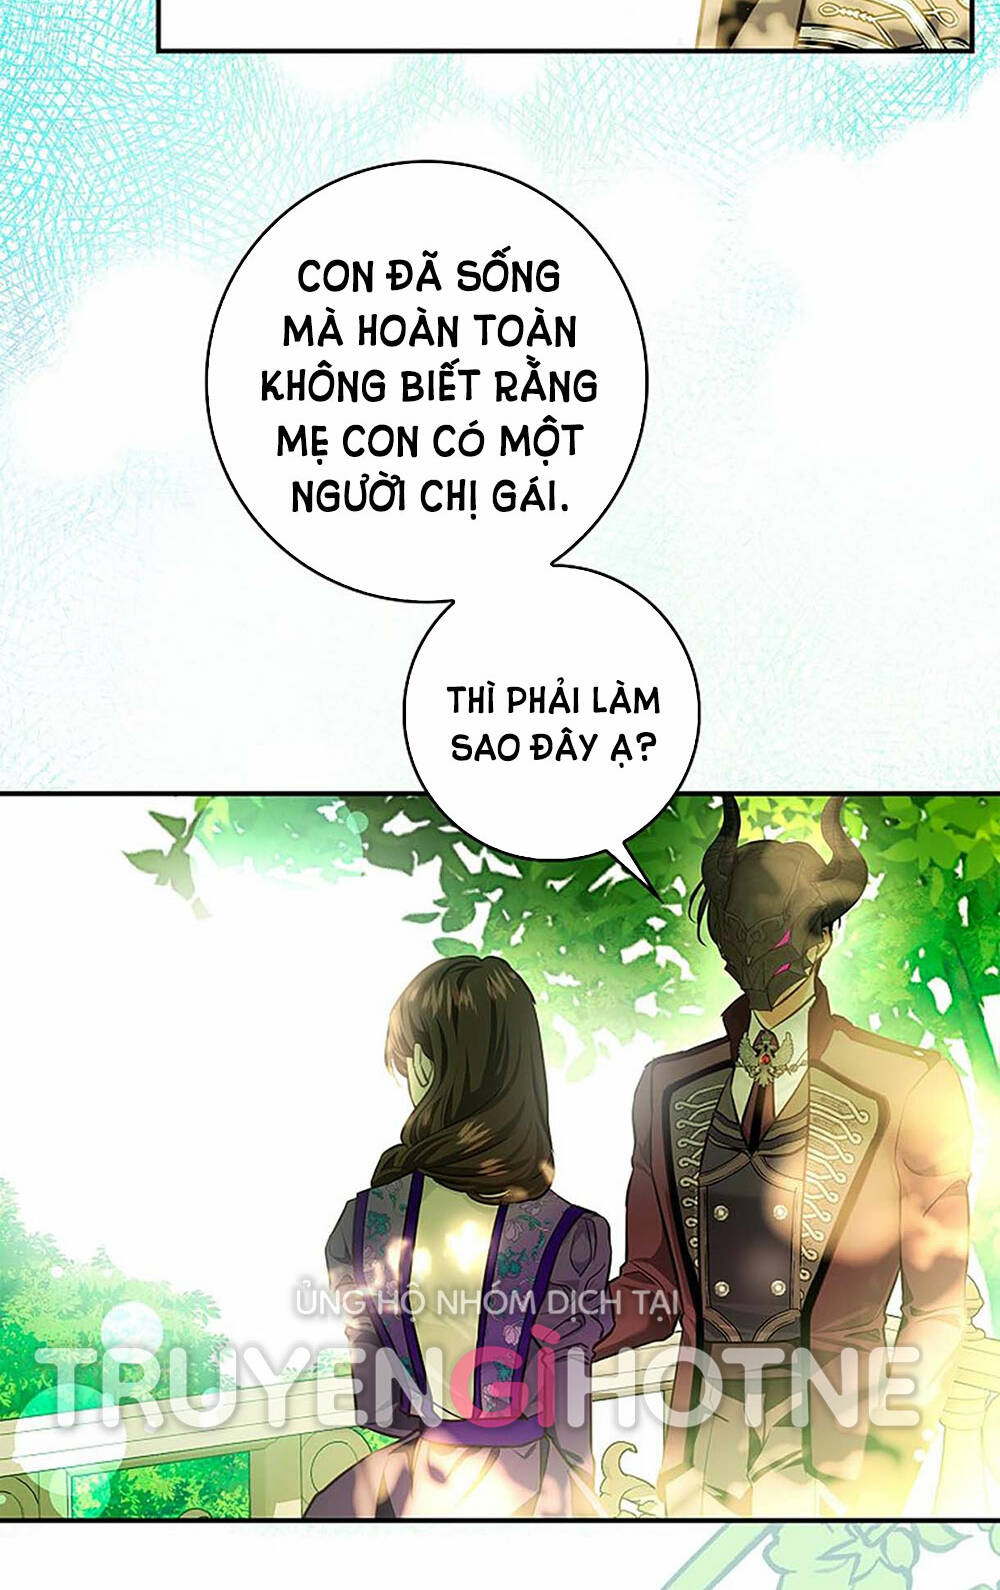 CON ĐÃ SỐNG
MÀ HOÀN TOÀN
KHÔNG BIẾT RẰNG
MẸ CON CÓ MỘT
NGƯỜI CHỊ GÁI.
THÌ PHẢI LÀM
SAO ĐÂY Ạ?
ỦNG HỘ NHÓM DỊCH TẠI
TRUYENGIHOTNE